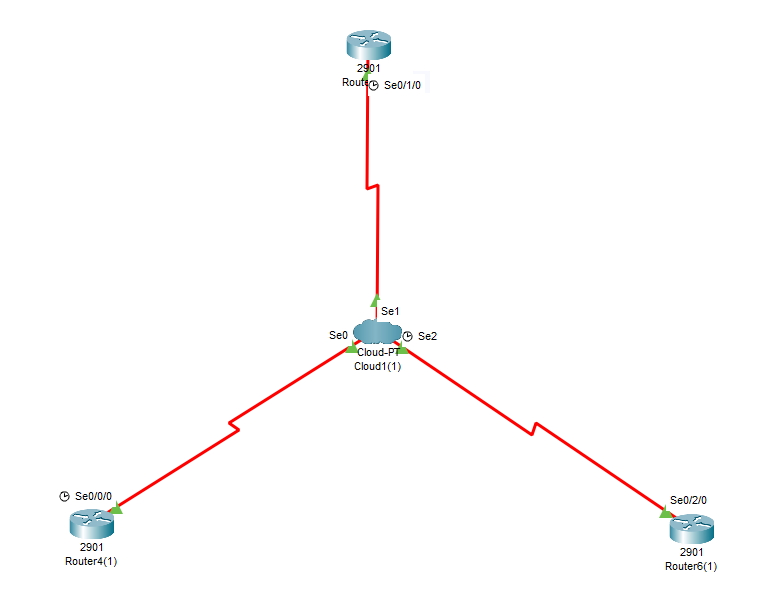 2901
Se0/1/0
Se1
Se0
Se2
Cloud-PT
Cloud1(1)
Se0/0/0
2901
Router4(1)
Se0/2/0
2901
Router6(1)